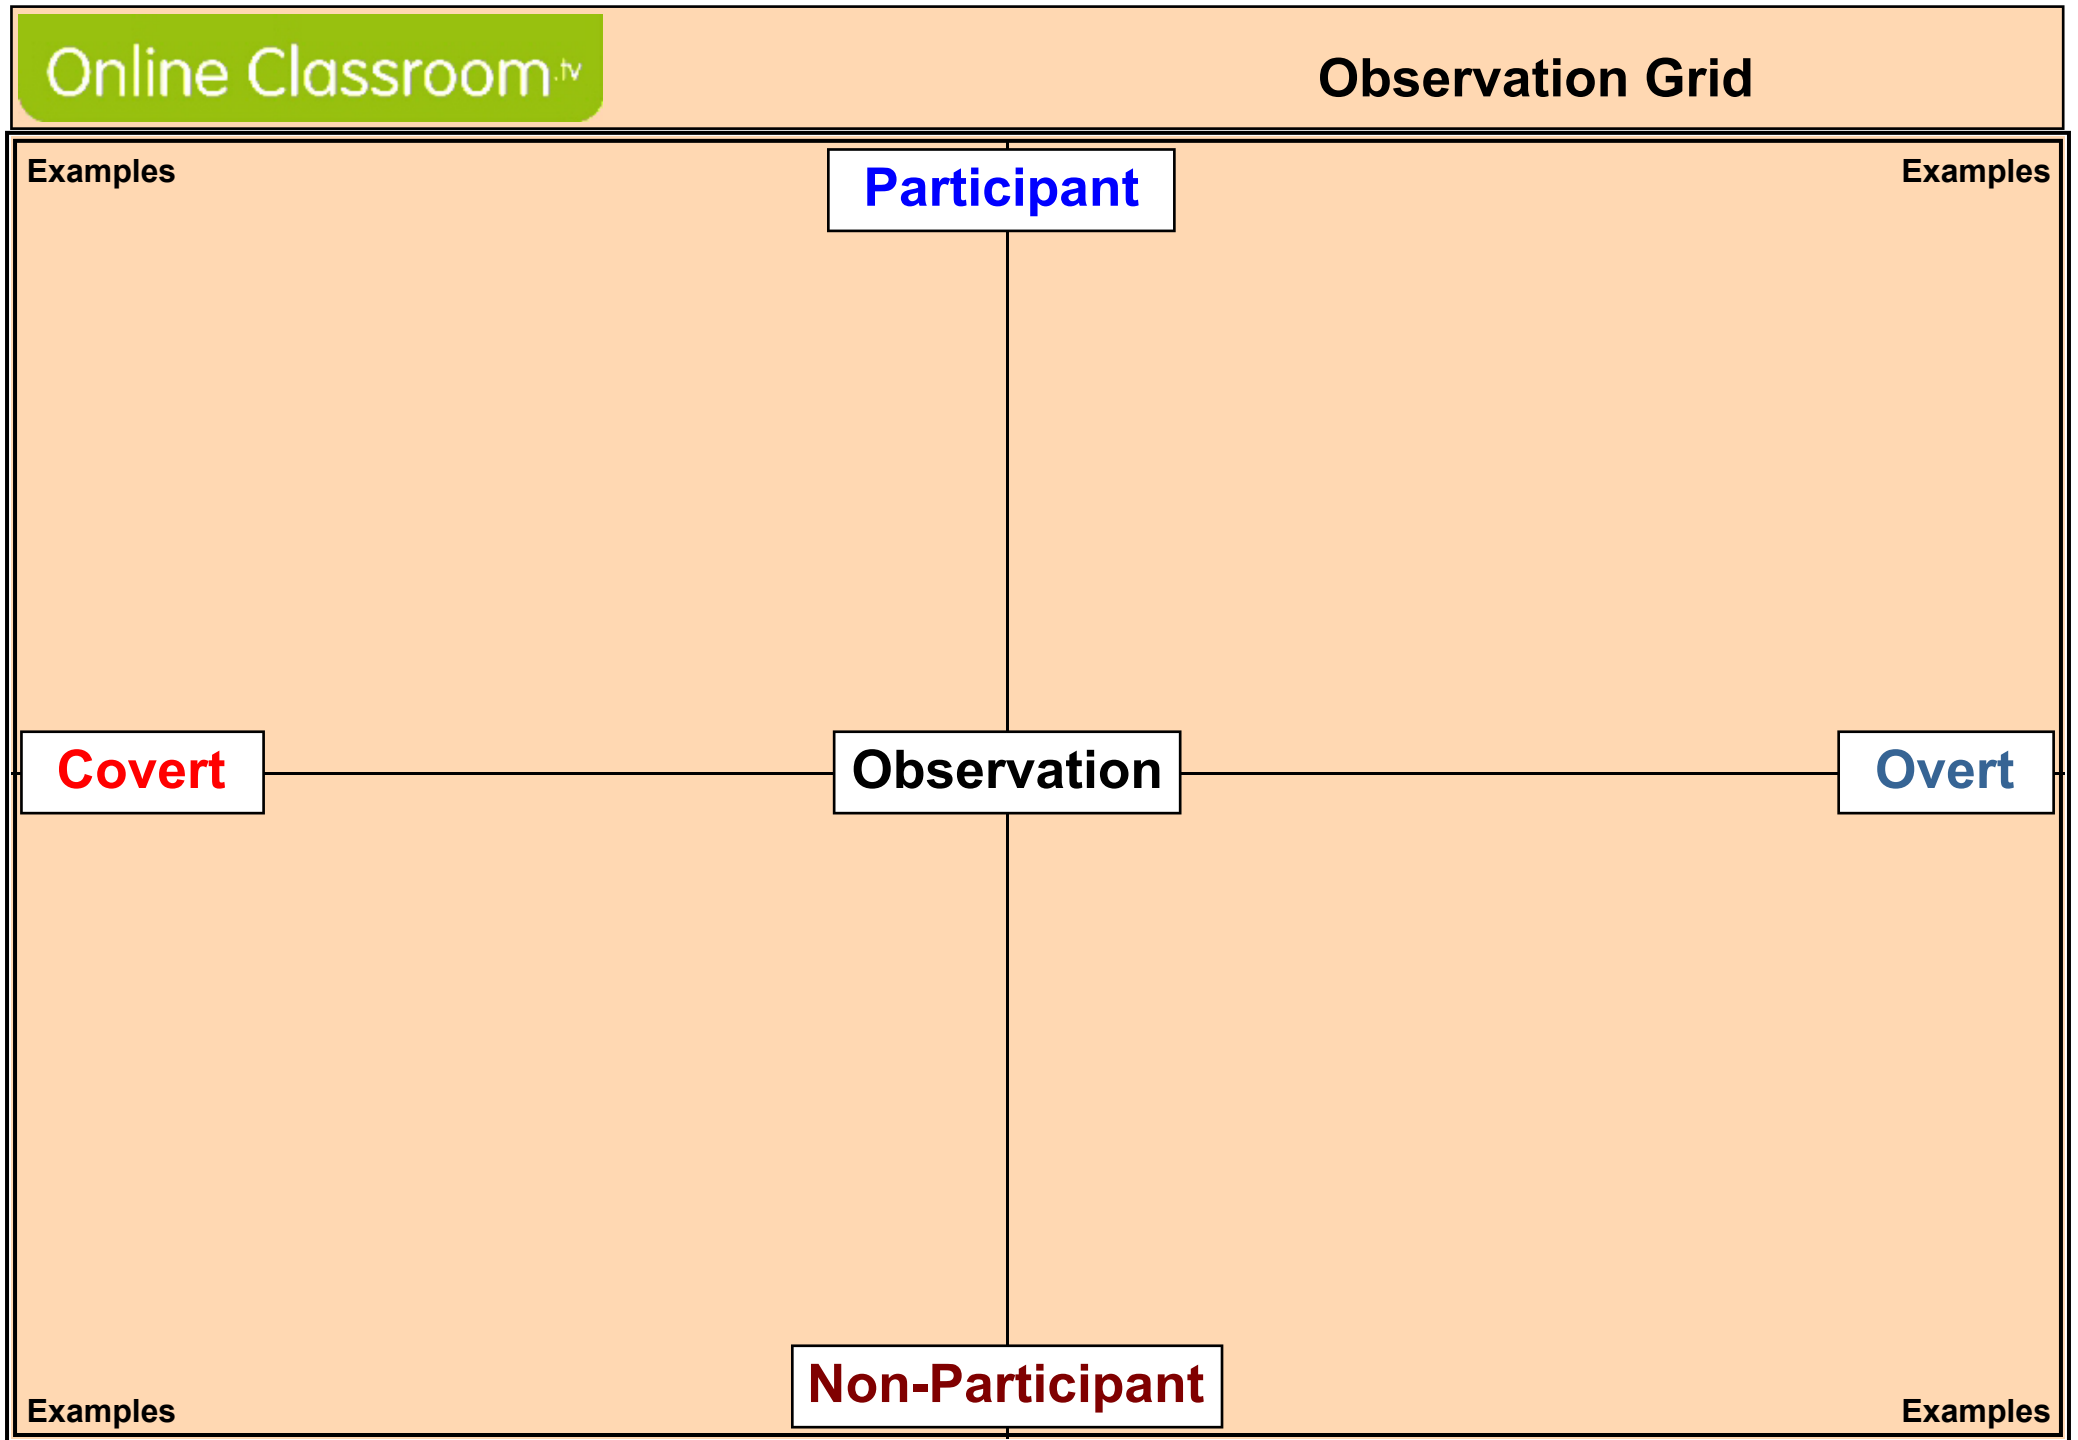 Online Classroom.tv
Observation Grid
Examples
Participant
Examples
Covert
Observation
Overt
Non-Participant
Examples
Examples